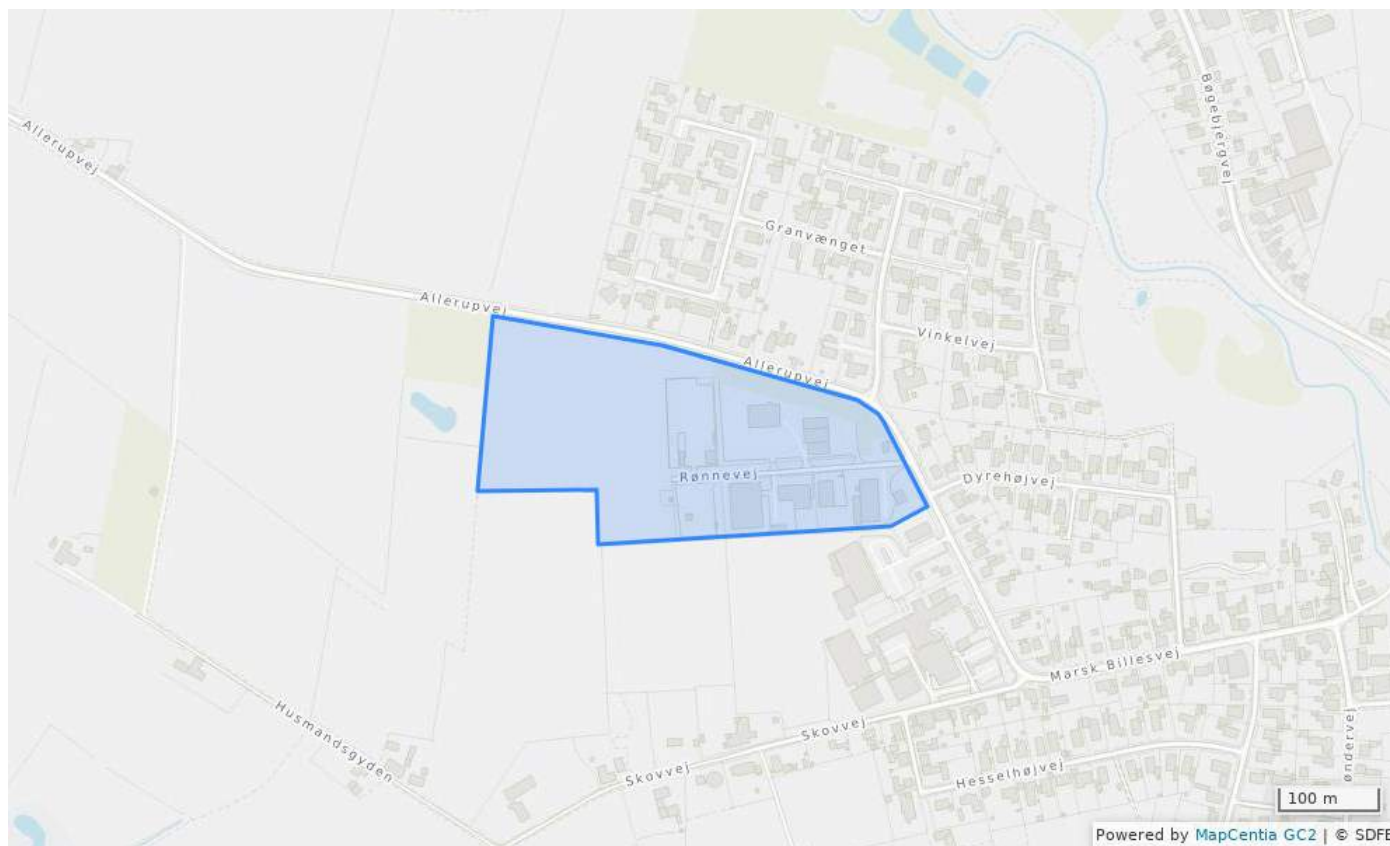 Allerupvej
Bøgebjergvej
Granvænget
Allerupvej
Vinkelvej
Allerupvej
Rønnevej
Dyrehøjvej
Marsk Billesvej
Husmandsgyden
Skovvej
Skovvej
Hesselhøjvej
øndervej
100 m
Powered by MapCentia GC2 | © SDFE